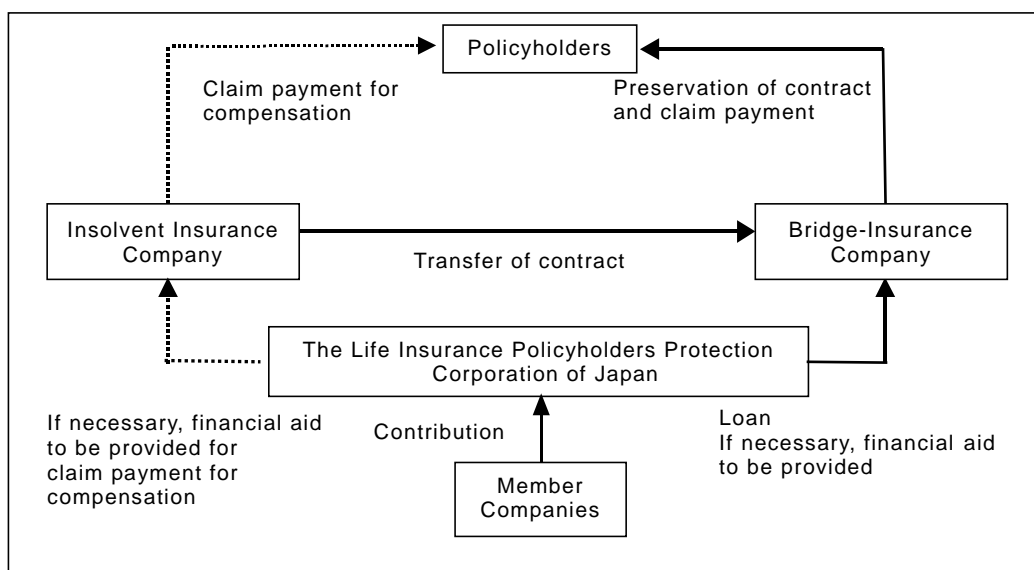 Policyholders
Claim payment for
compensation
Preservation of contract
and claim payment
Insolvent Insurance
Company
Bridge-Insurance
Company
Transfer of contract
The Life Insurance Policyholders Protection
Corporation of Japan
If necessary, financial aid
to be provided for
claim payment for
compensation
Contribution
Loan
If necessary, financial aid
to be provided
Member
Companies